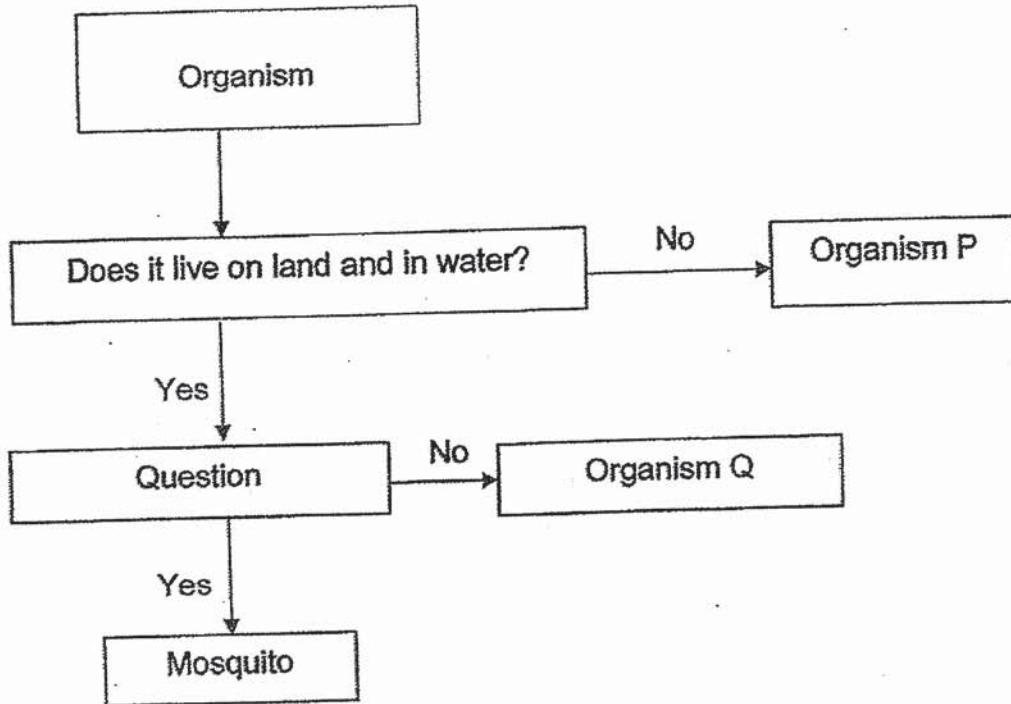 Organism
Does it live on land and in water?
No
Organism P
Yes
Question
No
Organism Q
Yes
Mosquito